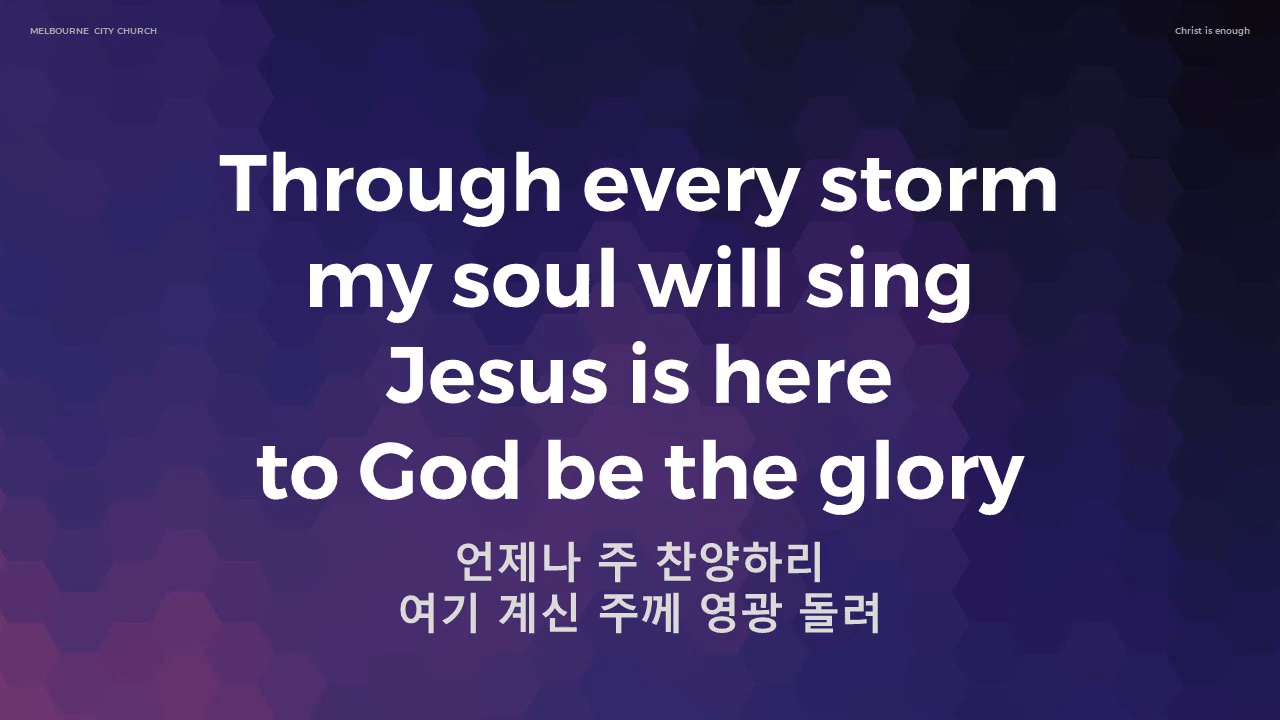 MELBOURNE CITY CHURCH
Christ is enough
Through every storm
my soul will sing
Jesus is here
to God be the glory
언제나 주 찬양하리
여기 계신 주께 영광 돌려